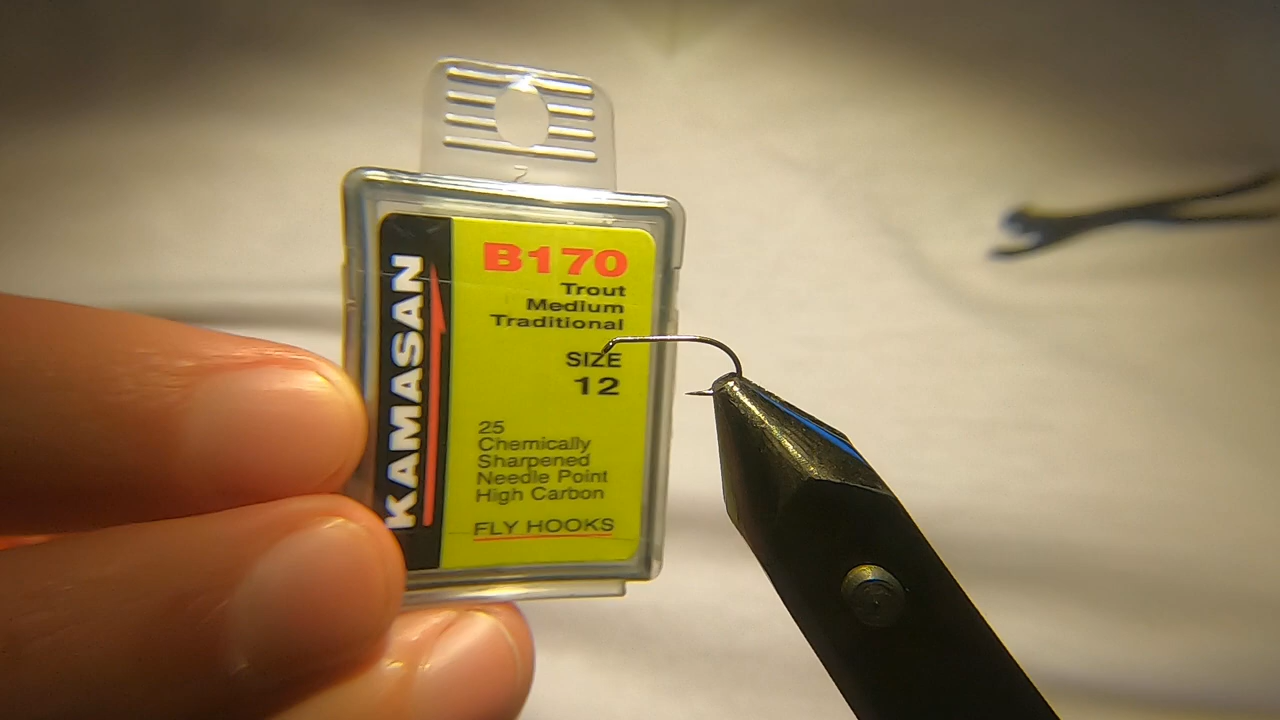 KAMASAN
B170
Trout
Medium
Traditional
SIZE
12
25
Chemically
Sharpened
Needle Point
High Carbon
FLY HOOKS